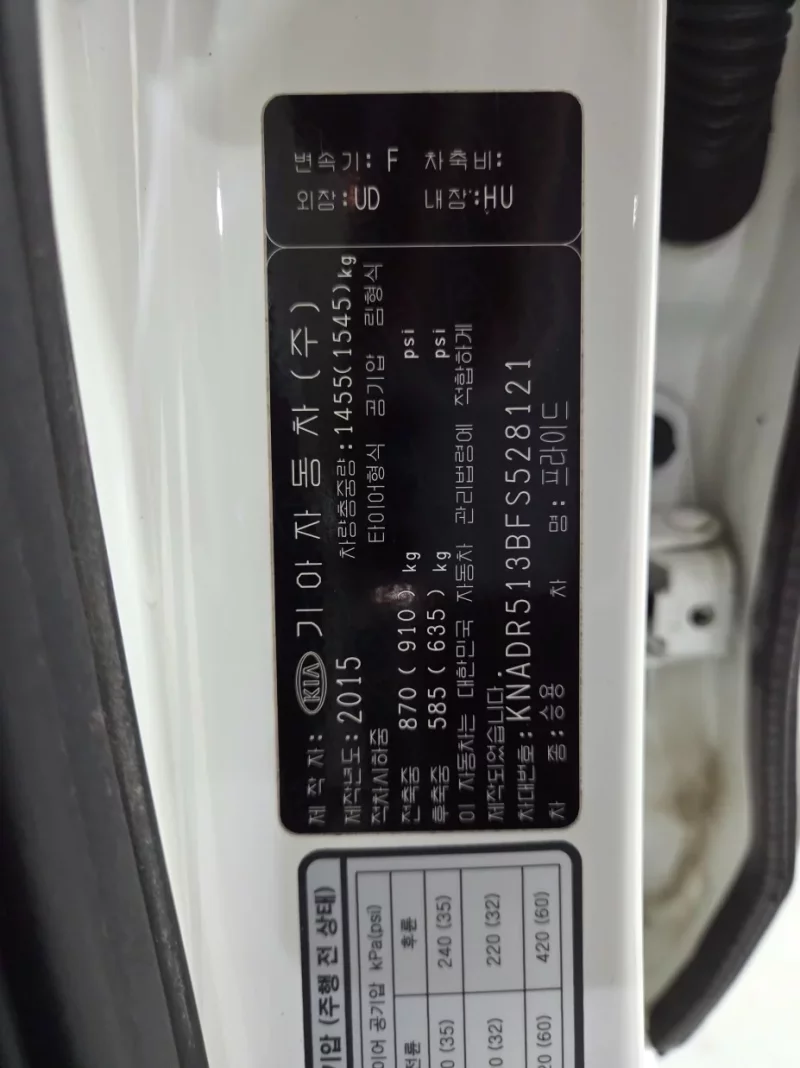 변속기: F 차축비:
외장:UD 내장:HU
제 작 자: KIA 기아자동차(주)
제작년도:2015 차량총중량:1455(1545)kg
적차시하중 타이어형식 공기압 림형식
전축중 870 ( 910 ) kg psi
후축중 585 ( 635 ) kg psi
이 자동차는 대한민국 자동차 관리법령에 적합하게
제작되었습니다.
차대번호:KNADR513BFS528121
차 종:승용 차 명:프라이드
기압 (주행 전 상태)
이어 공기압 kPa(psi)
전륜 후륜
0 (35) 240 (35)
0 (32) 220 (32)
20 (60) 420 (60)